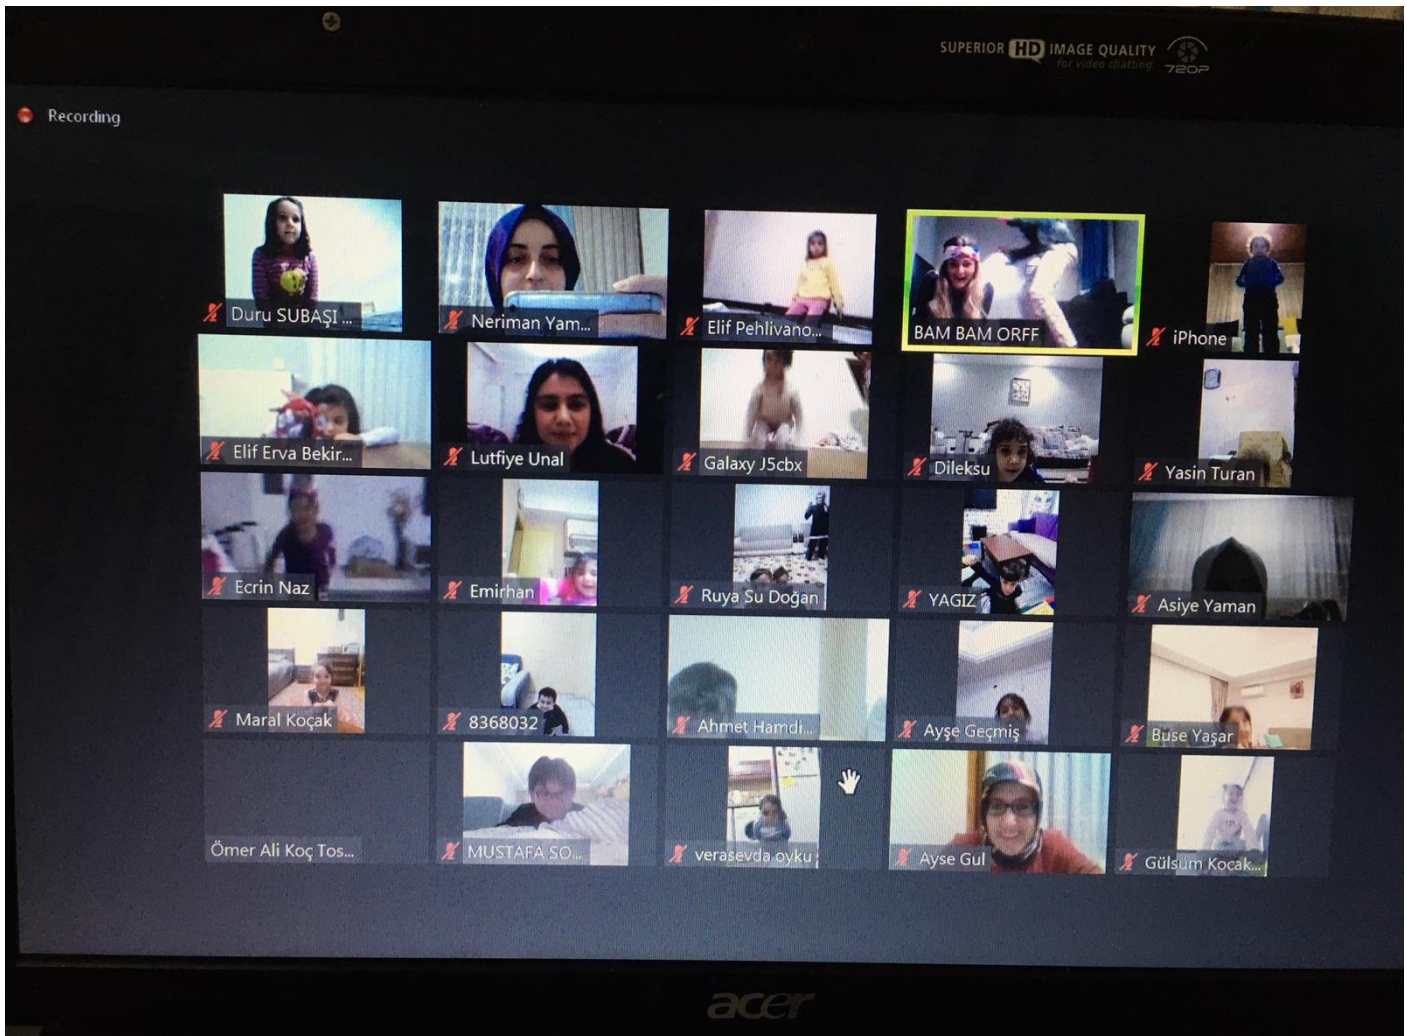 SUPERIOR HD IMAGE QUALITY
for video chatting
720P
Recording
Duru SUBAŞI ...
Neriman Yam...
Elif Pehlivano...
BAM BAM ORFF
iPhone
Elif Erva Bekir...
Lutfiye Unal
Galaxy J5cbx
Dileksu
Yasin Turan
Ecrin Naz
Emirhan
Ruya Su Doğan
YAGIZ
Asiye Yaman
Maral Koçak
8368032
Ahmet Hamdi...
Ayşe Geçmiş
Buse Yaşar
Ömer Ali Koç Tos...
MUSTAFA SO...
verasevda oyku
Ayse Gul
Gülsüm Kocak...
acer